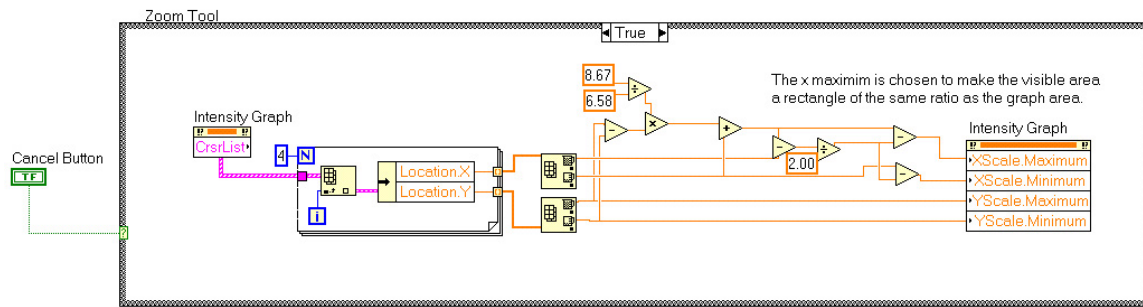 Zoom Tool
True
8.67
6.58
The x maximim is chosen to make the visible area
a rectangle of the same ratio as the graph area.
Intensity Graph
CrsrList
Intensity Graph
Cancel Button
TF
4
N
Location.X
Location.Y
i
2.00
XScale.Maximum
XScale.Minimum
YScale.Maximum
YScale.Minimum
?